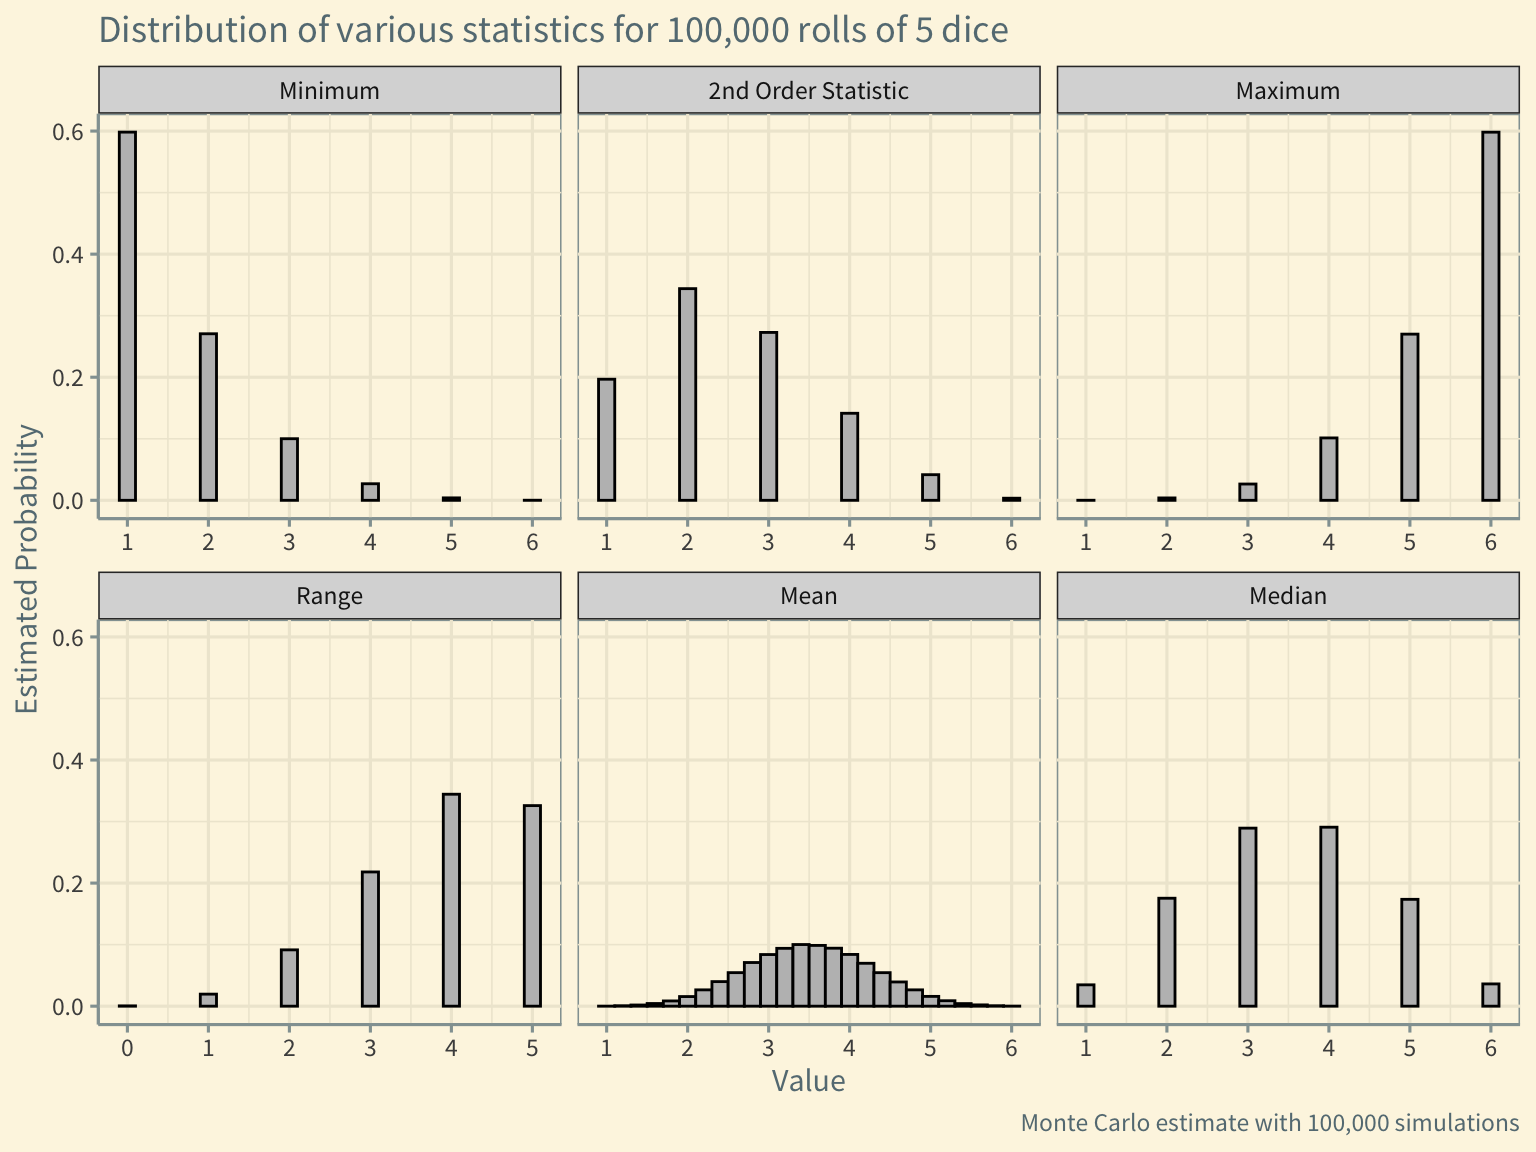 Distribution of various statistics for 100,000 rolls of 5 dice
Minimum
2nd Order Statistic
Maximum
Estimated Probability
0.6
0.4
0.2
0.0
1 2 3 4 5 6
1 2 3 4 5 6
1 2 3 4 5 6
Range
Mean
Median
0.6
0.4
0.2
0.0
0 1 2 3 4 5
1 2 3 4 5 6
1 2 3 4 5 6
Value
Monte Carlo estimate with 100,000 simulations